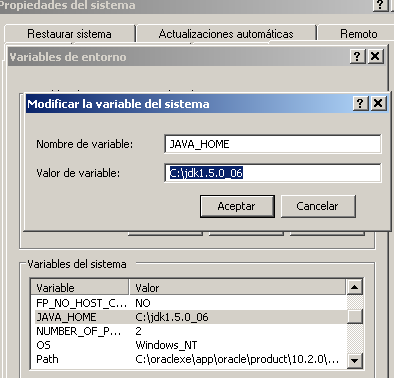 Propiedades del sistema
Restaurar sistema Actualizaciones automáticas Remoto
Variables de entorno
Modificar la variable del sistema
Nombre de variable: JAVA_HOME
Valor de variable: C:\jdk1.5.0_06
Aceptar Cancelar
Variables del sistema
Variable Valor
FP_NO_HOST_C... NO
JAVA_HOME C:\jdk1.5.0_06
NUMBER_OF_P... 2
OS Windows_NT
Path C:\oraclexe\app\oracle\product\10.2.0\...